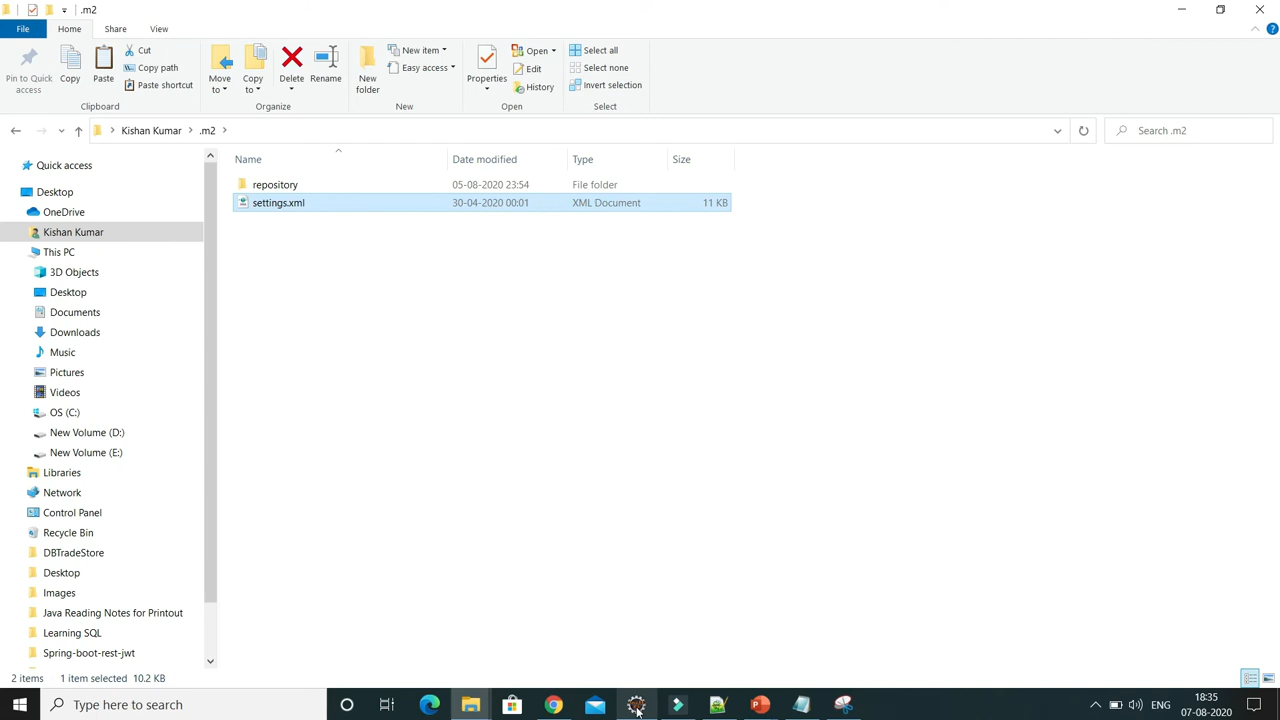 .m2
File Home Share View
Pin to Quick access
Copy
Paste
Cut
Copy path
Paste shortcut
Clipboard
Move to
Copy to
Delete
Rename
Organize
New folder
New item
Easy access
New
Properties
Open
Edit
History
Open
Select all
Select none
Invert selection
Select
Kishan Kumar .m2
Search .m2
Name Date modified Type Size
repository 05-08-2020 23:54 File folder
settings.xml 30-04-2020 00:01 XML Document 11 KB
Quick access
Desktop
OneDrive
Kishan Kumar
This PC
3D Objects
Desktop
Documents
Downloads
Music
Pictures
Videos
OS (C:)
New Volume (D:)
New Volume (E:)
Libraries
Network
Control Panel
Recycle Bin
DBTradeStore
Desktop
Images
Java Reading Notes for Printout
Learning SQL
Spring-boot-rest-jwt
2 items 1 item selected 10.2 KB
Type here to search
ENG
18:35
07-08-2020